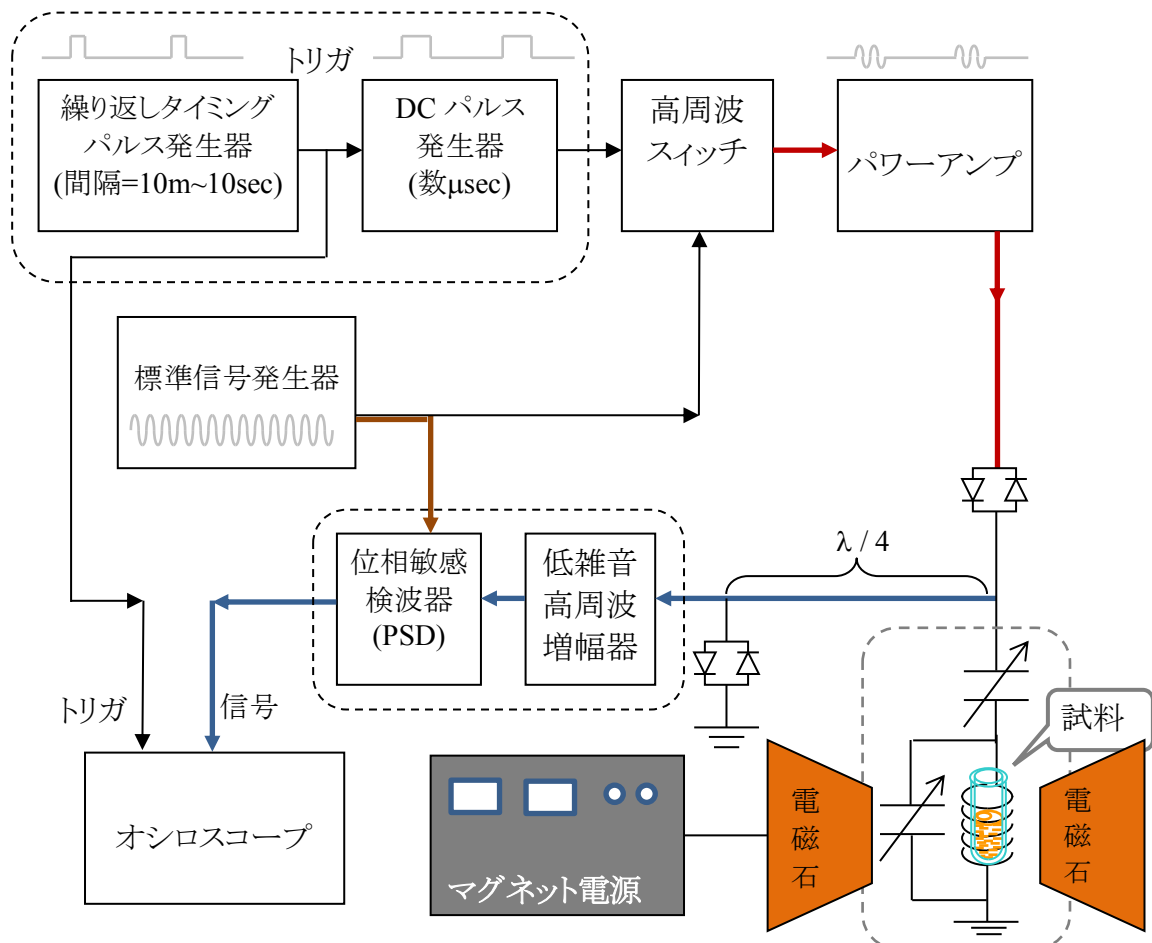 トリガ
繰り返しタイミング
パルス発生器
(間隔=10m~10sec)
DC パルス
発生器
(数μsec)
高周波
スィッチ
パワーアンプ
標準信号発生器
位相敏感
検波器
(PSD)
低雑音
高周波
増幅器
λ / 4
トリガ
信号
試料
オシロスコープ
マグネット電源
電磁石
電磁石